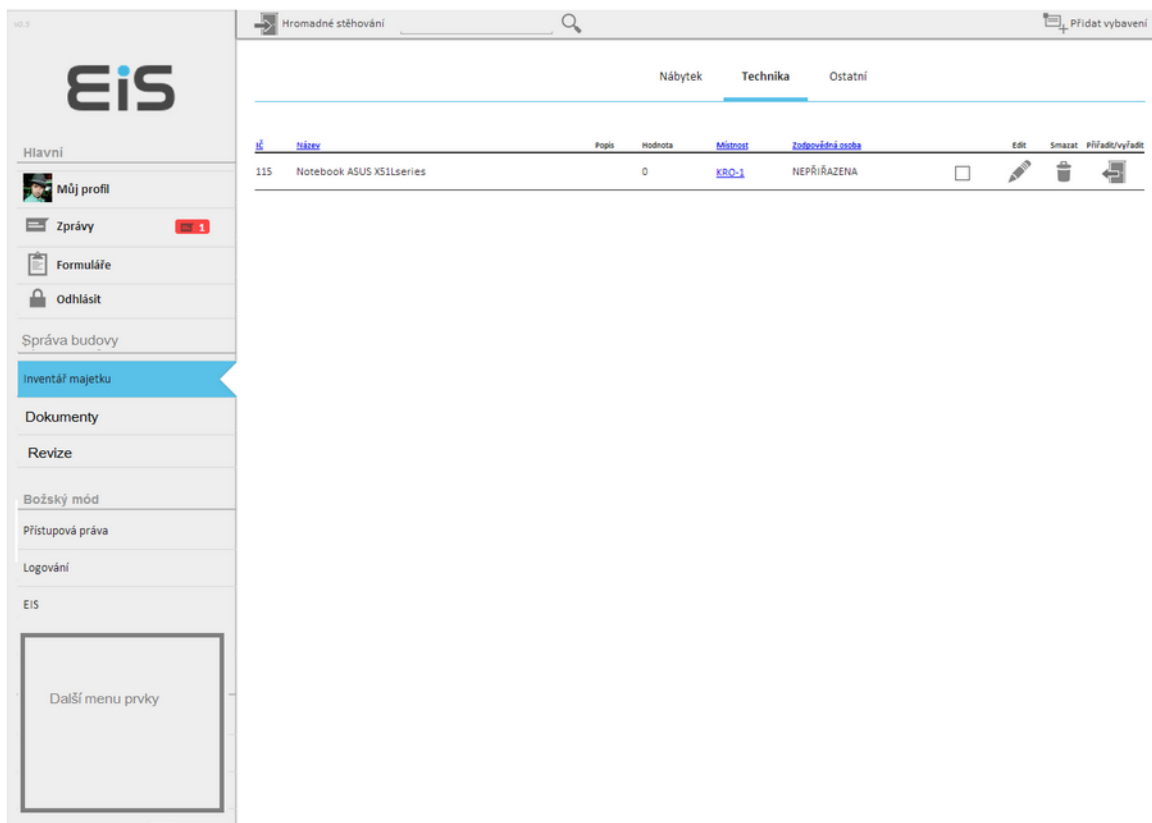 v0.5
Hromadné stěhování
Přidat vybavení
EiS
Nábytek Technika Ostatní
Hlavní
Můj profil
Zprávy 1
Formuláře
Odhlásit
Správa budovy
Inventář majetku
Dokumenty
Revize
Božský mód
Přístupová práva
Logování
EIS
Další menu prvky
IČ Název Popis Hodnota Místnost Zodpovědná osoba Edit Smazat Přiřadit/vyřadit
115 Notebook ASUS X51Lseries 0 KRO-1 NEPŘIŘAZENA